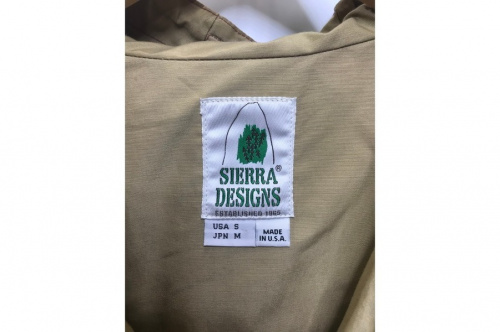 SIERRA®
DESIGNS
ESTABLISHED 1965
USA S
JPN M
MADE
IN U.S.A.